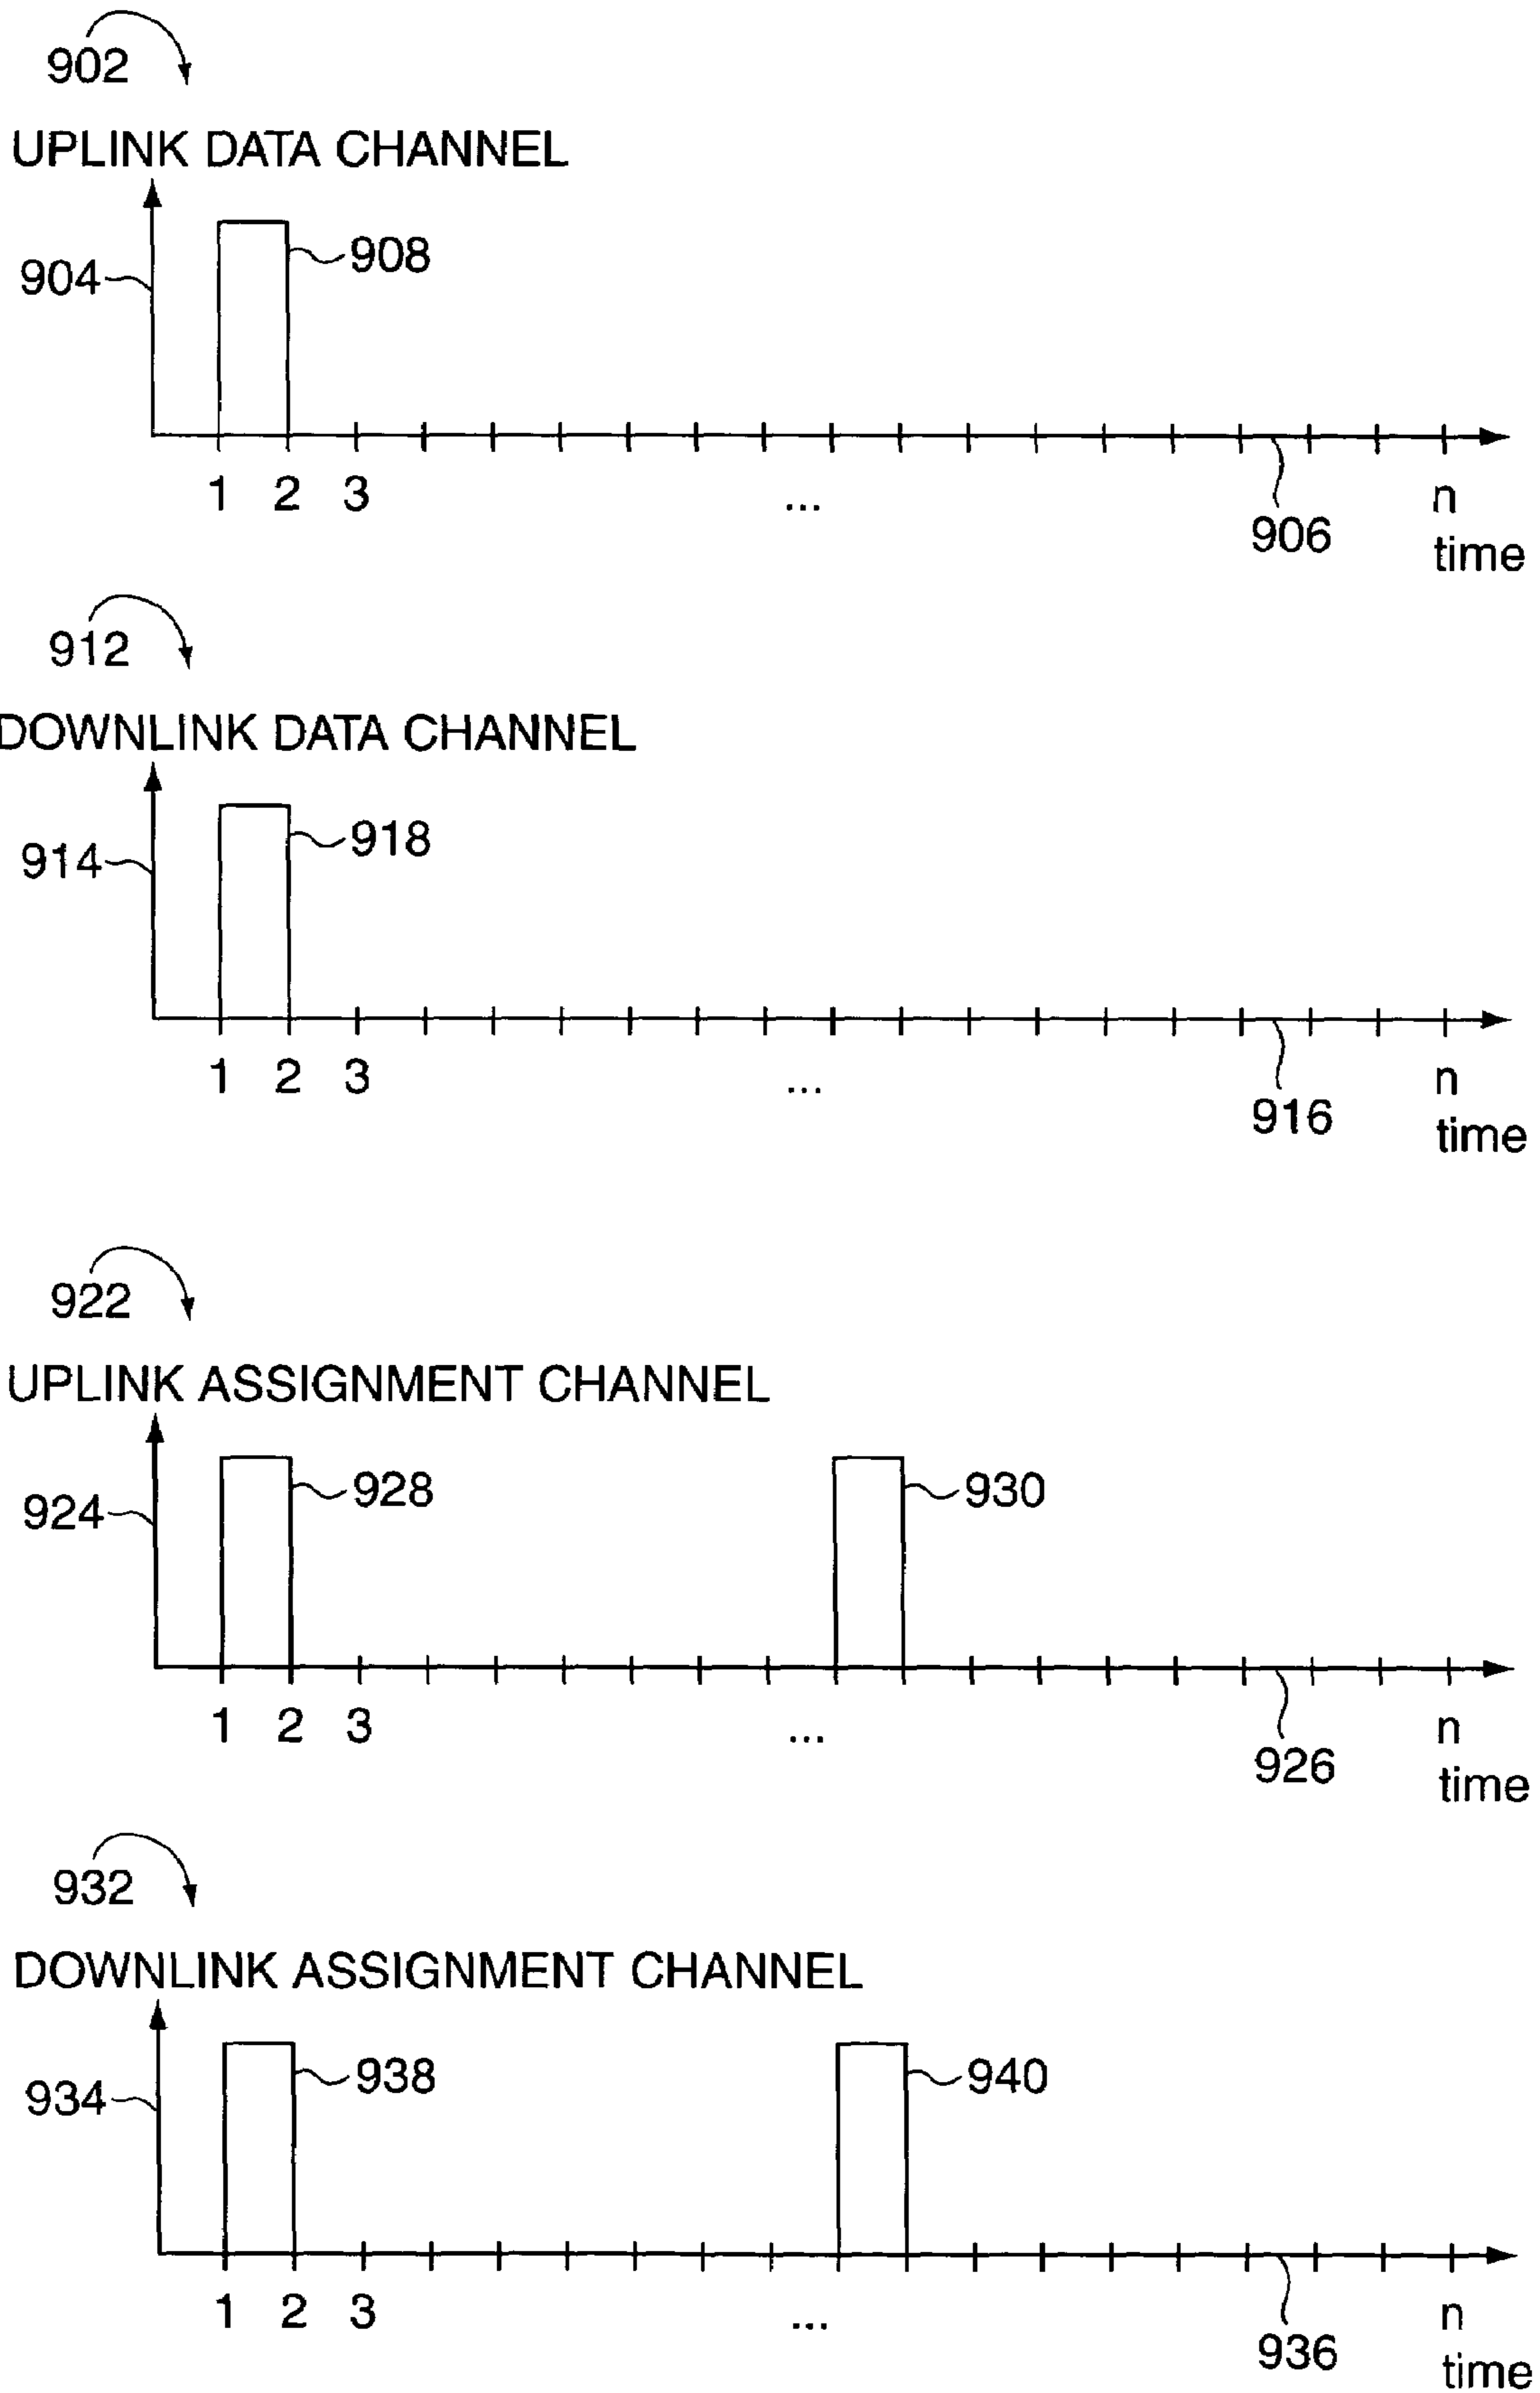 902
UPLINK DATA CHANNEL
904
908
1 2 3 ... n
906
time
912
DOWNLINK DATA CHANNEL
914
918
1 2 3 ... n
916
time
922
UPLINK ASSIGNMENT CHANNEL
924
928
930
1 2 3 ... n
926
time
932
DOWNLINK ASSIGNMENT CHANNEL
934
938
940
1 2 3 ... n
936
time